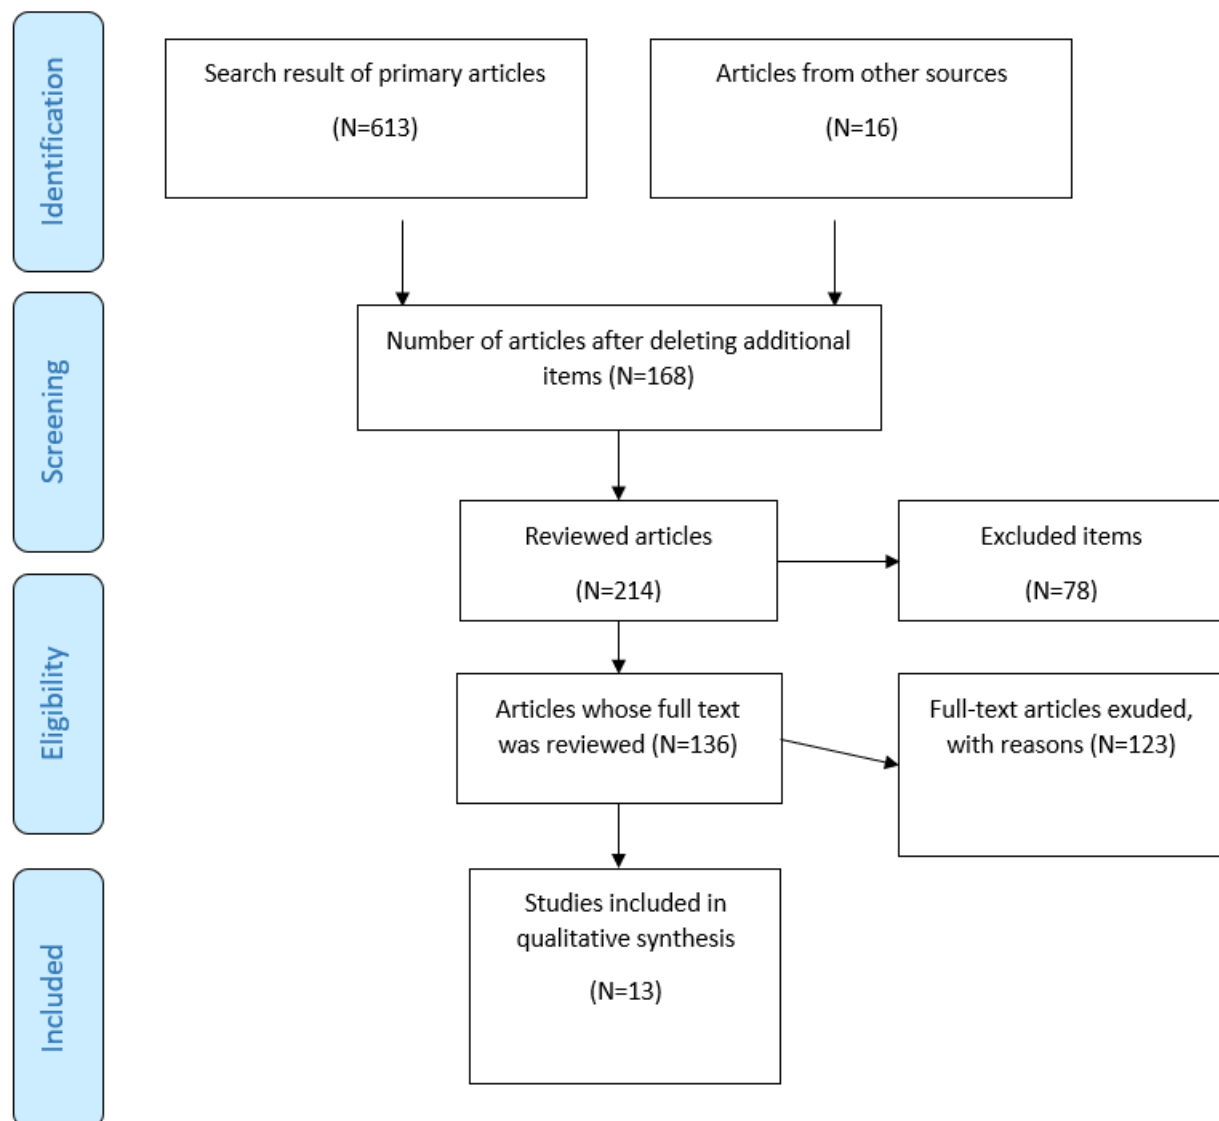 Identification
Search result of primary articles
(N=613)
Articles from other sources
(N=16)
Screening
Number of articles after deleting additional
items (N=168)
Reviewed articles
(N=214)
Excluded items
(N=78)
Eligibility
Articles whose full text
was reviewed (N=136)
Full-text articles exuded,
with reasons (N=123)
Included
Studies included in
qualitative synthesis
(N=13)